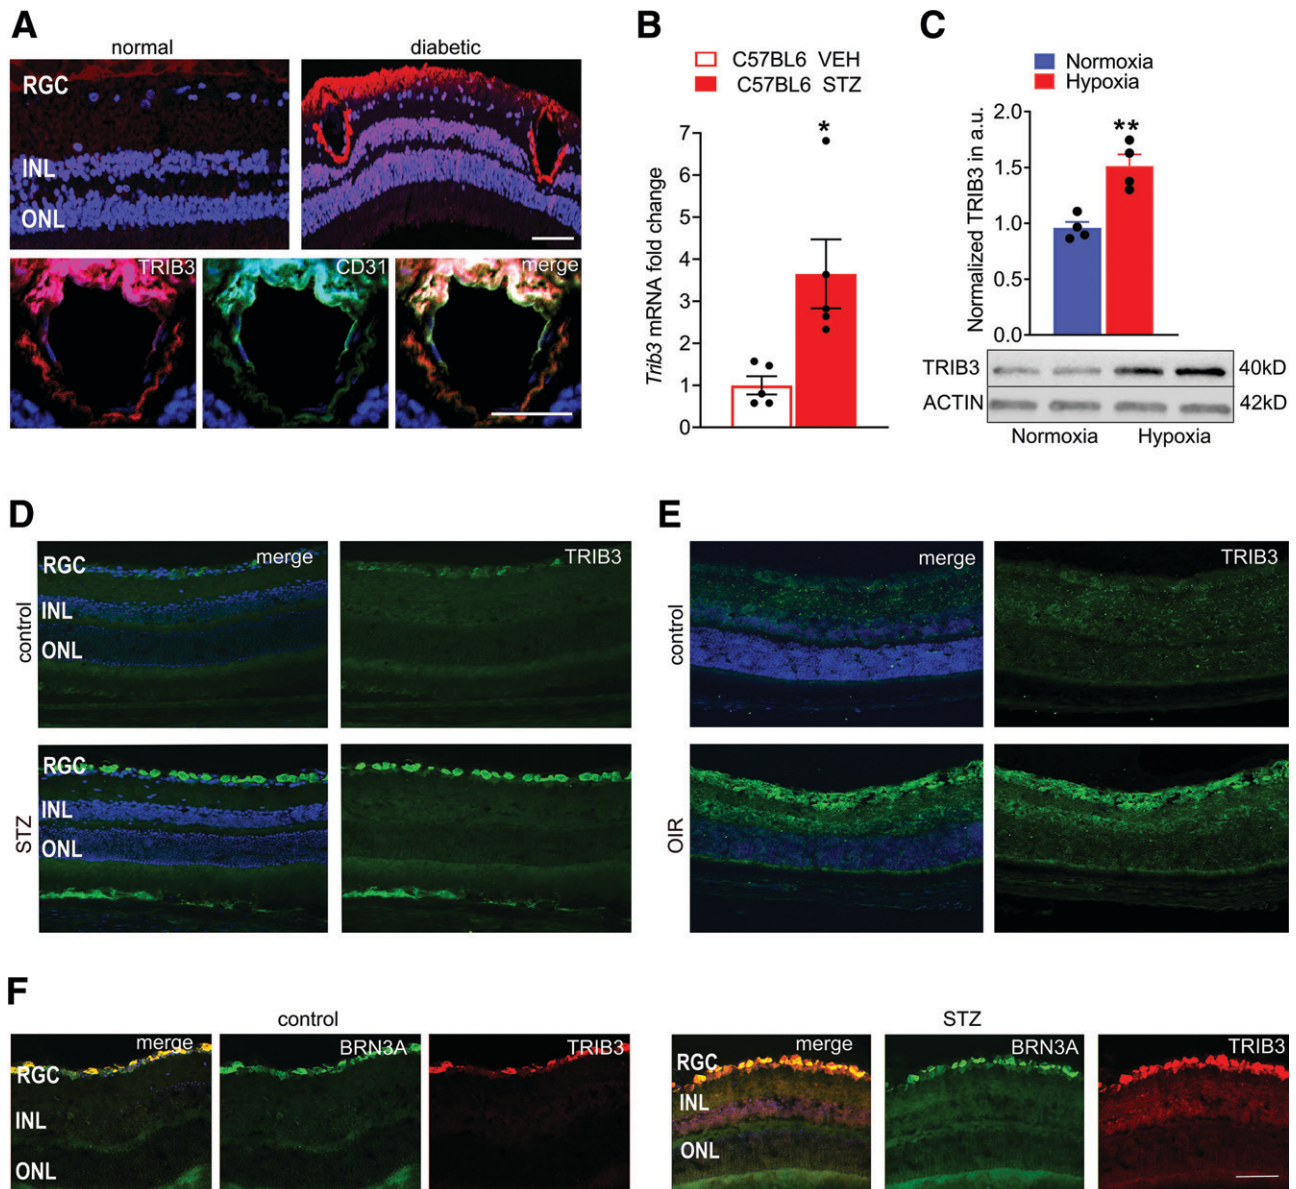 A
normal
diabetic
RGC
INL
ONL
TRIB3
CD31
merge
B
C57BL6 VEH
C57BL6 STZ
Trib3 mRNA fold change
7
6
5
4
3
2
1
0
*
C
Normoxia
Hypoxia
Normalized TRIB3 in a.u.
2.0
1.5
1.0
0.5
0.0
**
TRIB3
40kD
ACTIN
42kD
Normoxia
Hypoxia
D
control
RGC
INL
ONL
merge
TRIB3
STZ
RGC
INL
ONL
E
control
merge
TRIB3
OIR
F
control
merge
BRN3A
TRIB3
RGC
INL
ONL
STZ
merge
BRN3A
TRIB3
RGC
INL
ONL